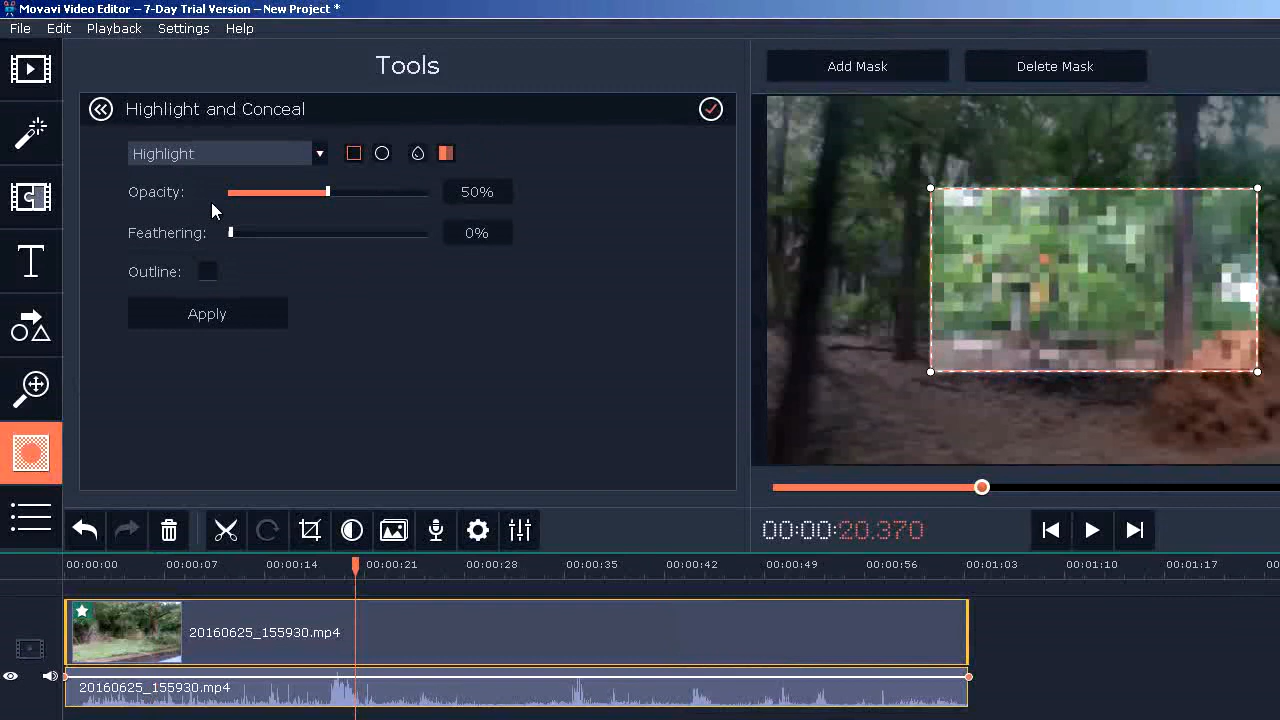 Movavi Video Editor – 7-Day Trial Version – New Project *
File Edit Playback Settings Help
Tools
Add Mask Delete Mask
Highlight and Conceal
Highlight
Opacity: 50%
Feathering: 0%
Outline:
Apply
00:00:20.370
00:00:00 00:00:07 00:00:14 00:00:21 00:00:28 00:00:35 00:00:42 00:00:49 00:00:56 00:01:03 00:01:10 00:01:17 00
20160625_155930.mp4
20160625_155930.mp4